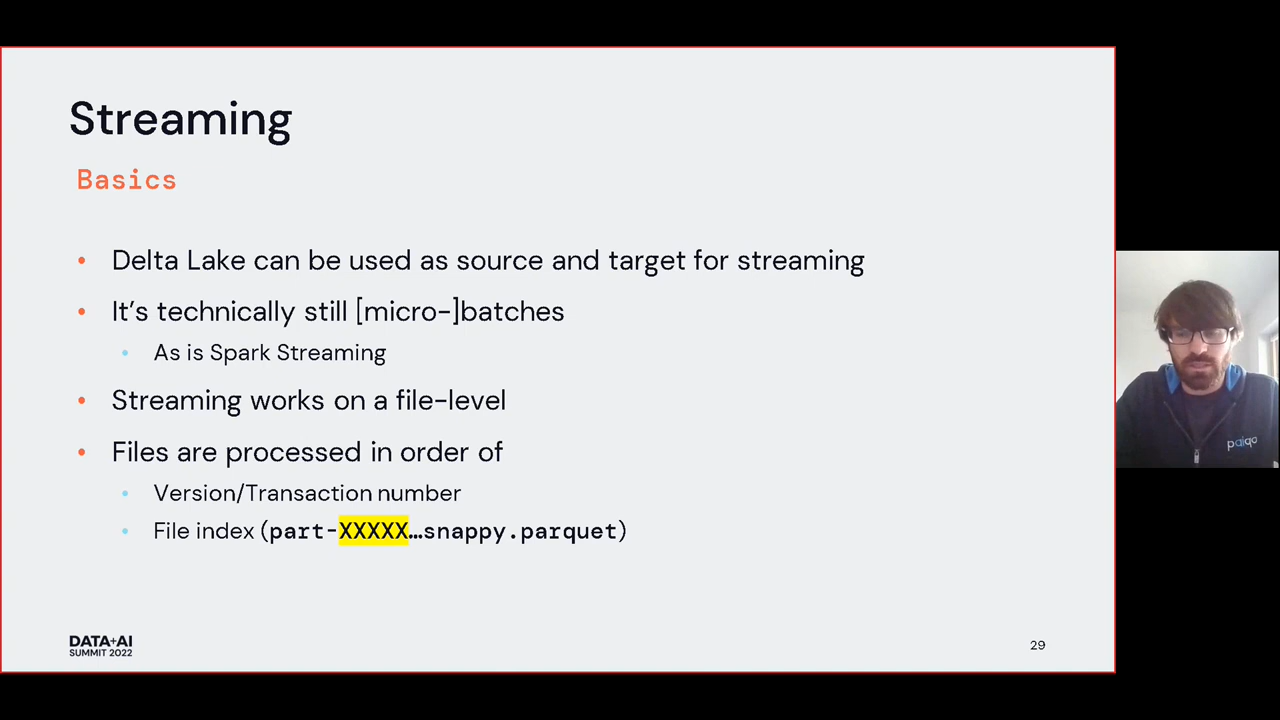 Streaming
Basics
• Delta Lake can be used as source and target for streaming
• It's technically still [micro-]batches
• As is Spark Streaming
• Streaming works on a file-level
• Files are processed in order of
• Version/Transaction number
• File index (part-XXXXX…snappy.parquet)
paiqo
DATA+AI
SUMMIT 2022
29